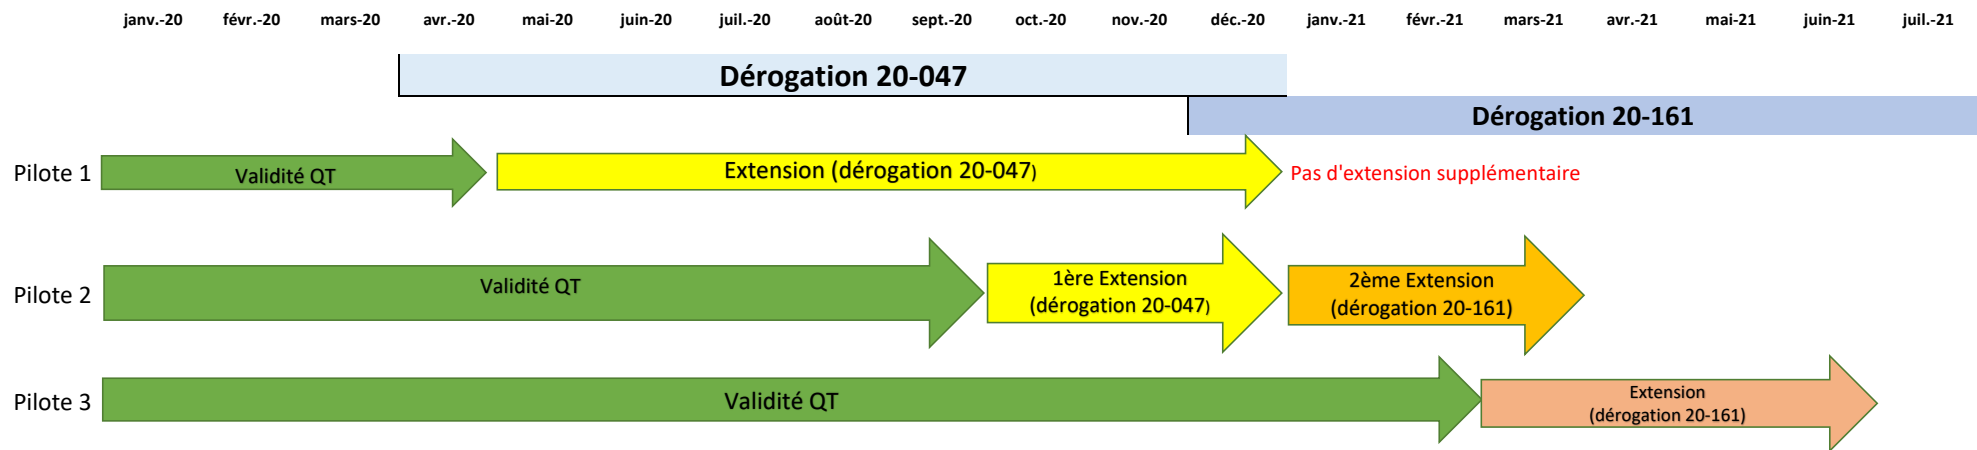 janv.-20 févr.-20 mars-20 avr.-20 mai-20 juin-20 juil.-20 août-20 sept.-20 oct.-20 nov.-20 déc.-20 janv.-21 févr.-21 mars-21 avr.-21 mai-21 juin-21 juil.-21
Dérogation 20-047
Dérogation 20-161
Pilote 1 Validité QT Extension (dérogation 20-047) Pas d'extension supplémentaire
Pilote 2 Validité QT
1ère Extension
(dérogation 20-047)
2ème Extension
(dérogation 20-161)
Pilote 3 Validité QT
Extension
(dérogation 20-161)